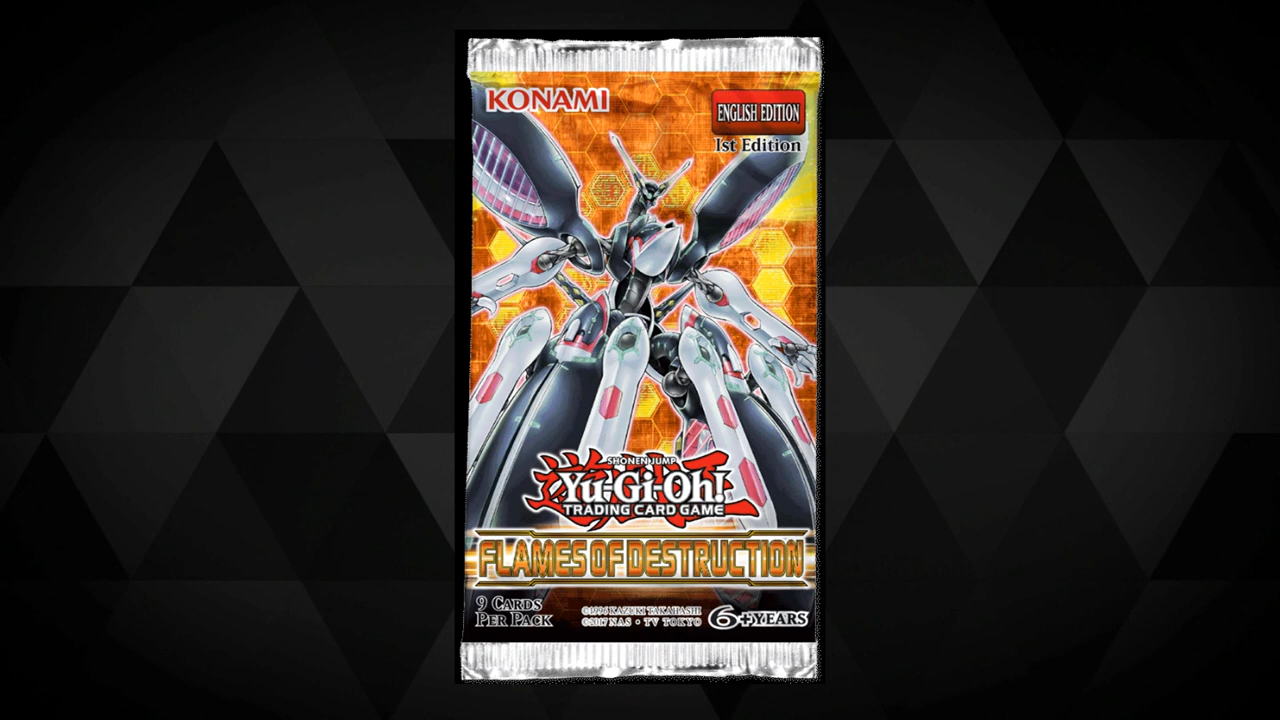 KONAMI
ENGLISH EDITION
1st Edition
SHONEN JUMP
Yu-Gi-Oh!
TRADING CARD GAME
FLAMES OF DESTRUCTION
9 CARDS
PER PACK
©1996 KAZUKI TAKAHASHI
©2017 NAS • TV TOKYO
6+YEARS